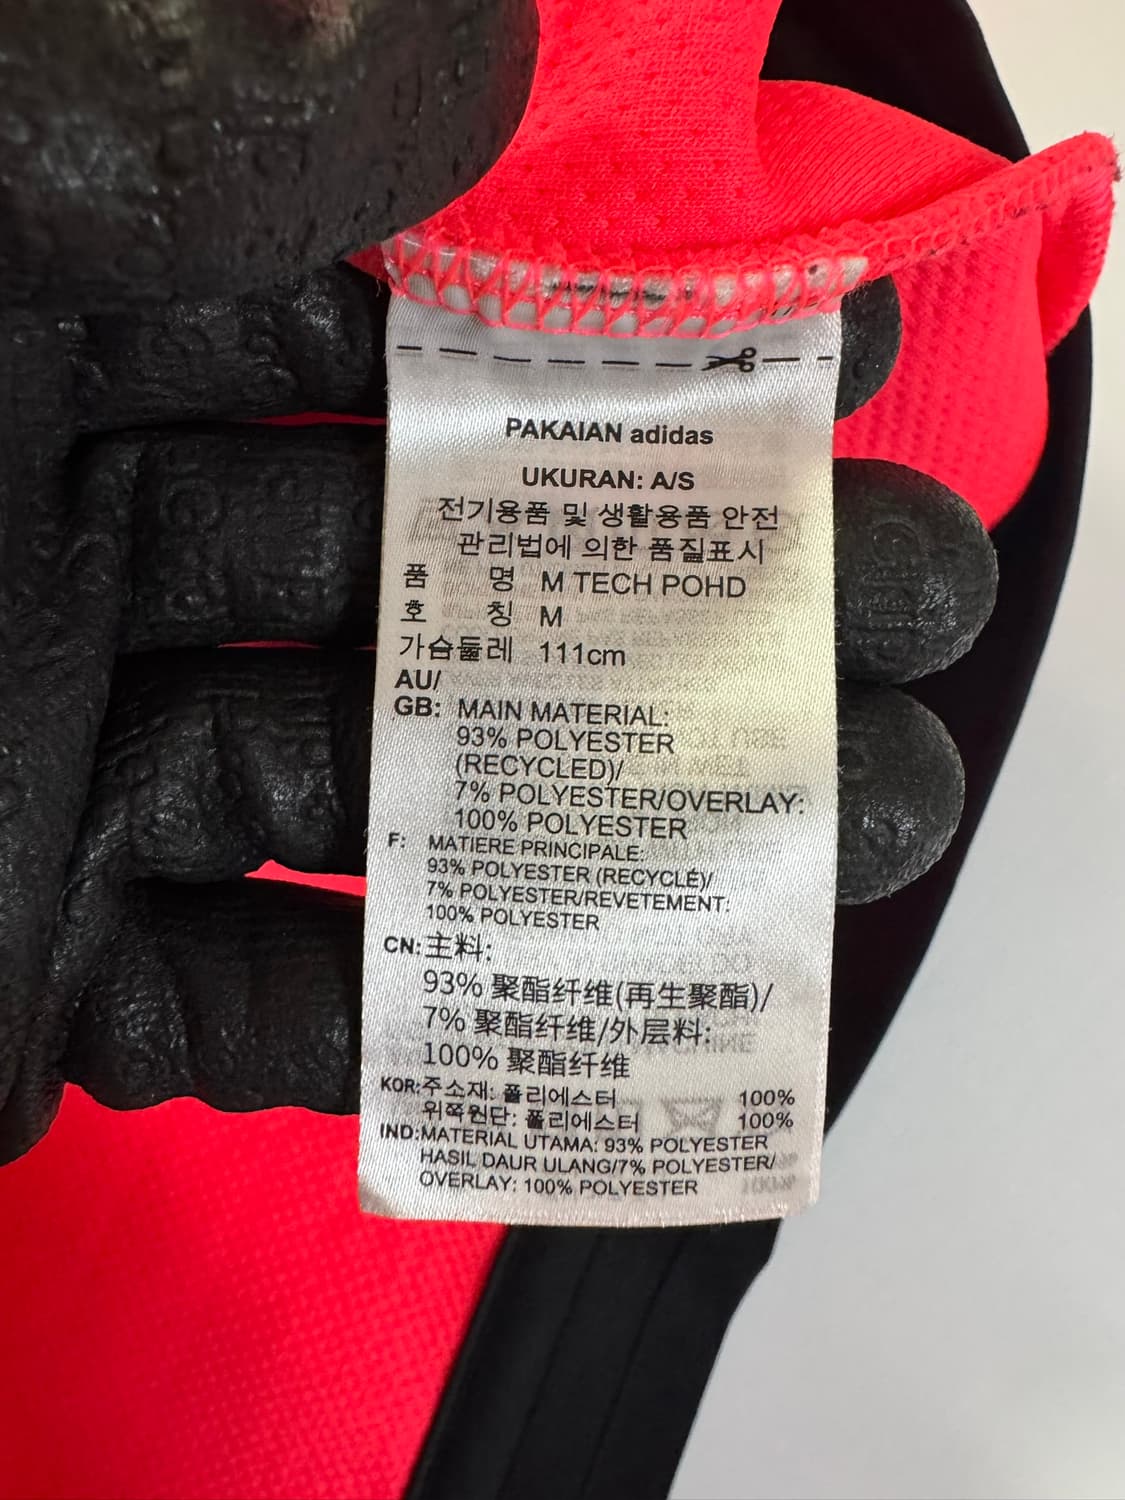 PAKAIAN adidas
UKURAN: A/S
전기용품 및 생활용품 안전
관리법에 의한 품질표시
품 명 M TECH POHD
호 칭 M
가슴둘레 111cm
AU/
GB: MAIN MATERIAL:
93% POLYESTER
(RECYCLED)/
7% POLYESTER/OVERLAY:
100% POLYESTER
F: MATIERE PRINCIPALE:
93% POLYESTER (RECYCLÉ)/
7% POLYESTER/REVETEMENT:
100% POLYESTER
CN:主料:
93% 聚酯纤维(再生聚酯)/
7% 聚酯纤维/外层料:
100% 聚酯纤维
KOR:주소재: 폴리에스터 100%
위쪽원단: 폴리에스터 100%
IND:MATERIAL UTAMA: 93% POLYESTER
HASIL DAUR ULANG/7% POLYESTER/
OVERLAY: 100% POLYESTER